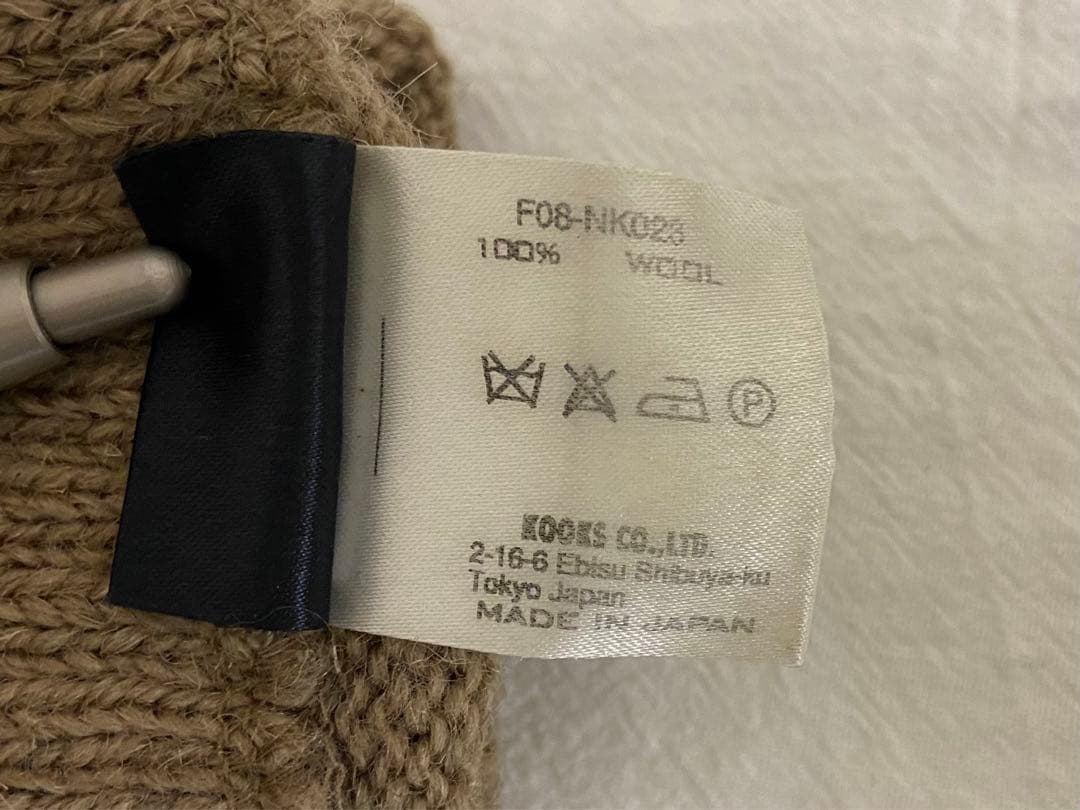 F08-NK028
100% WOOL
P
KOOKS CO.,LTD.
2-16-6 Ebisu Shibuya-ku
Tokyo Japan
MADE IN JAPAN